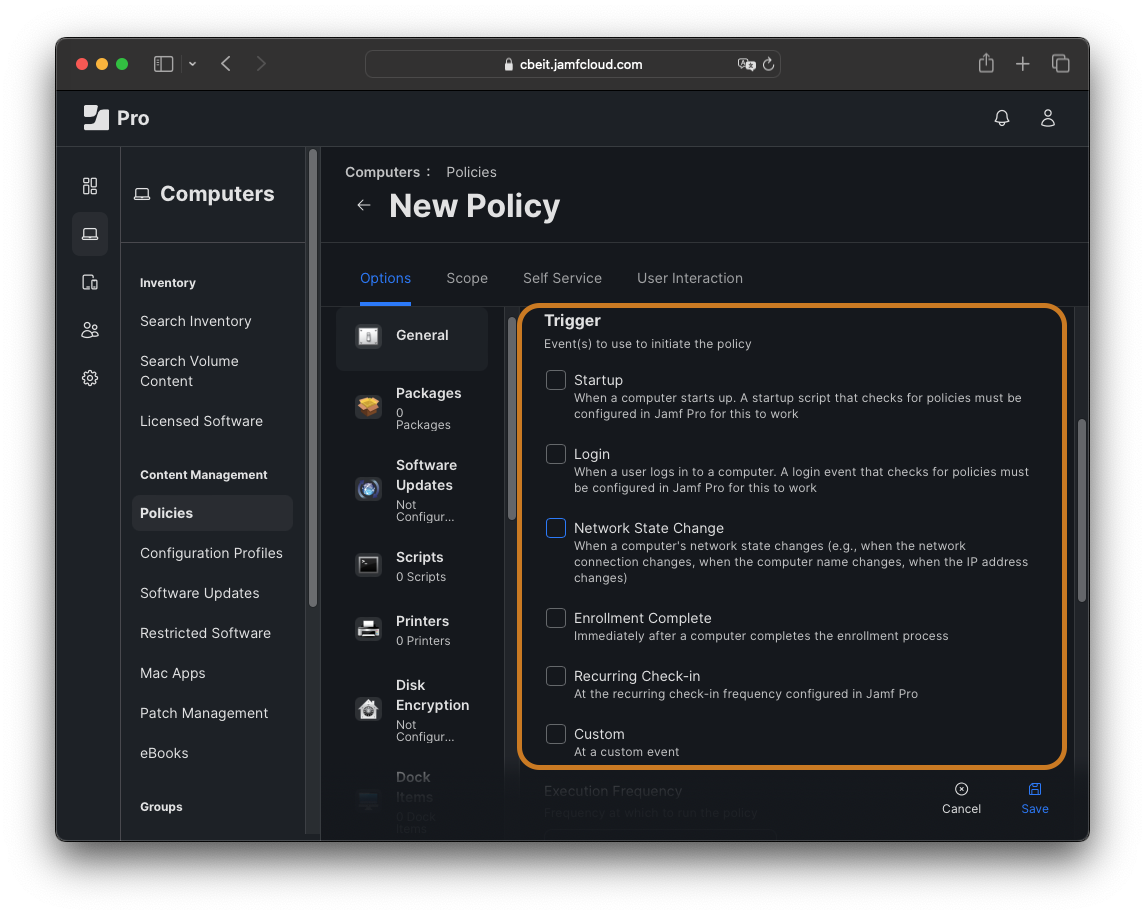 cbeit.jamfcloud.com
Pro
Computers
Inventory
Search Inventory
Search Volume
Content
Licensed Software
Content Management
Policies
Configuration Profiles
Software Updates
Restricted Software
Mac Apps
Patch Management
eBooks
Groups
Computers :  Policies
New Policy
Options  Scope  Self Service  User Interaction
General
Packages
0
Packages
Software
Updates
Not
Configur...
Scripts
0 Scripts
Printers
0 Printers
Disk
Encryption
Not
Configur...
Dock
Items
0 Dock
Items
Trigger
Event(s) to use to initiate the policy
Startup
When a computer starts up. A startup script that checks for policies must be
configured in Jamf Pro for this to work
Login
When a user logs in to a computer. A login event that checks for policies must
be configured in Jamf Pro for this to work
Network State Change
When a computer's network state changes (e.g., when the network
connection changes, when the computer name changes, when the IP address
changes)
Enrollment Complete
Immediately after a computer completes the enrollment process
Recurring Check-in
At the recurring check-in frequency configured in Jamf Pro
Custom
At a custom event
Execution Frequency
Frequency at which to run the policy
Cancel
Save